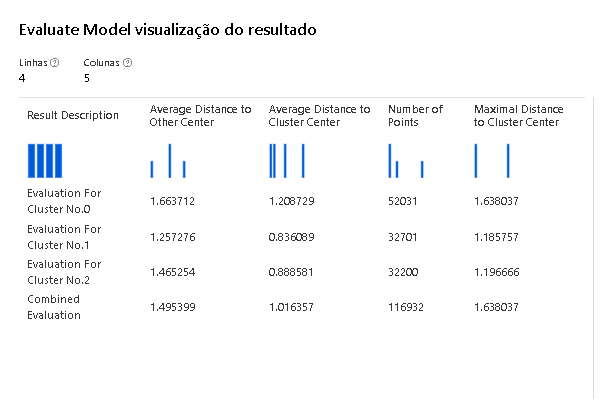 Evaluate Model visualização do resultado
Linhas ? Colunas ?
4 5
Result Description Average Distance to Other Center Average Distance to Cluster Center Number of Points Maximal Distance to Cluster Center
Evaluation For Cluster No.0 1.663712 1.208729 52031 1.638037
Evaluation For Cluster No.1 1.257276 0.836089 32701 1.185757
Evaluation For Cluster No.2 1.465254 0.888581 32200 1.196666
Combined Evaluation 1.495399 1.016357 116932 1.638037